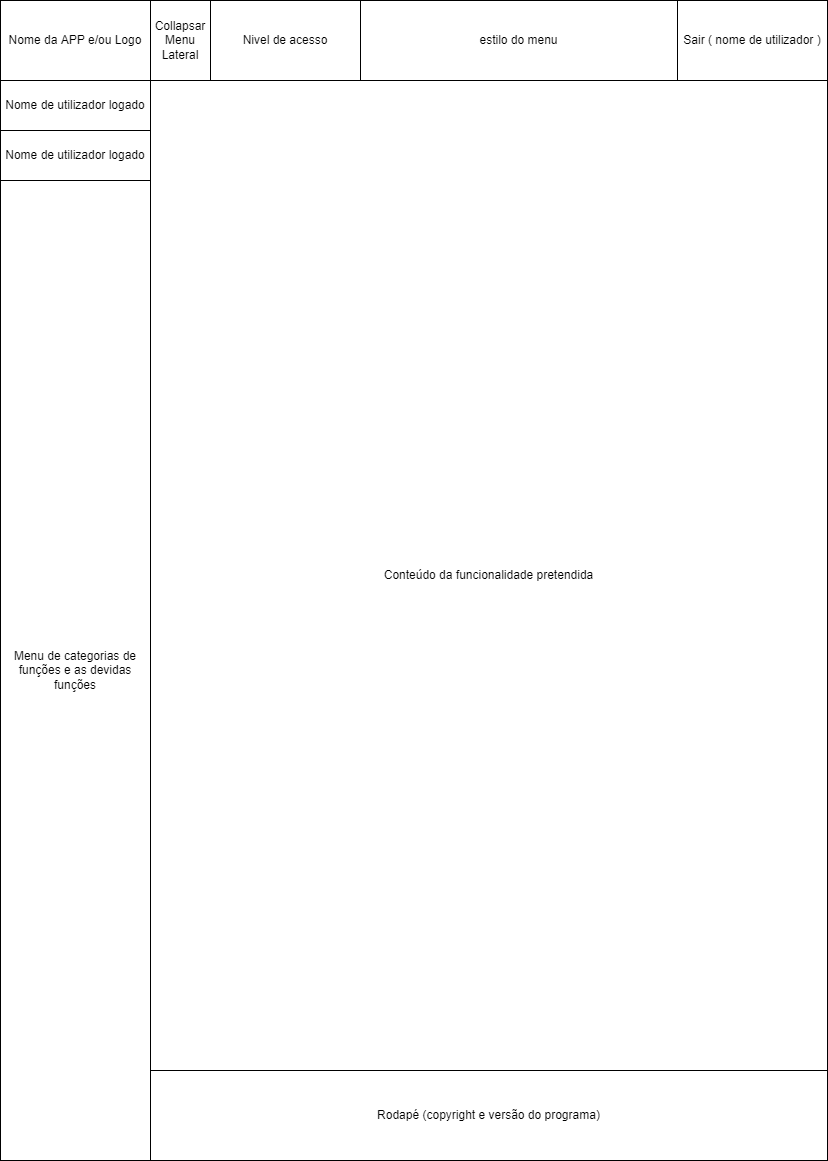 Nome da APP e/ou Logo
Collapsar
Menu
Lateral
Nivel de acesso
estilo do menu
Sair ( nome de utilizador )
Nome de utilizador logado
Nome de utilizador logado
Conteúdo da funcionalidade pretendida
Menu de categorias de
funções e as devidas
funções
Rodapé (copyright e versão do programa)